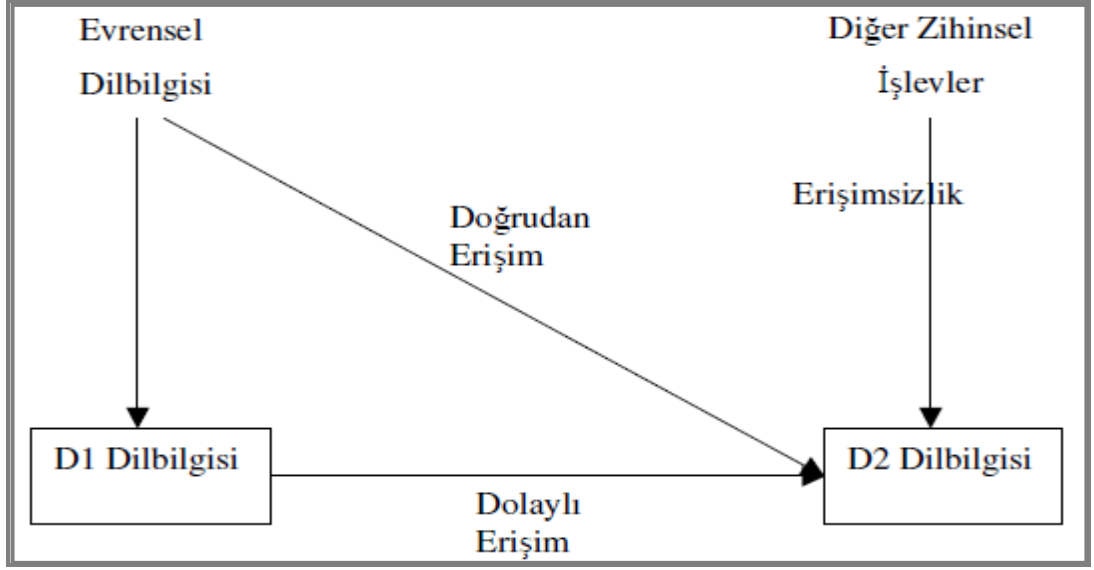 Evrensel
Dilbilgisi
Diğer Zihinsel
İşlevler
Erişimsizlik
Doğrudan
Erişim
D1 Dilbilgisi
D2 Dilbilgisi
Dolaylı
Erişim